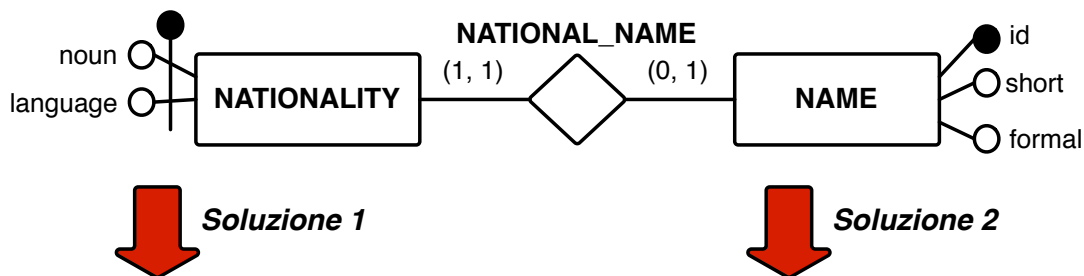 NATIONAL_NAME
noun
language
NATIONALITY
(1, 1)
(0, 1)
NAME
id
short
formal
Soluzione 1
Soluzione 2